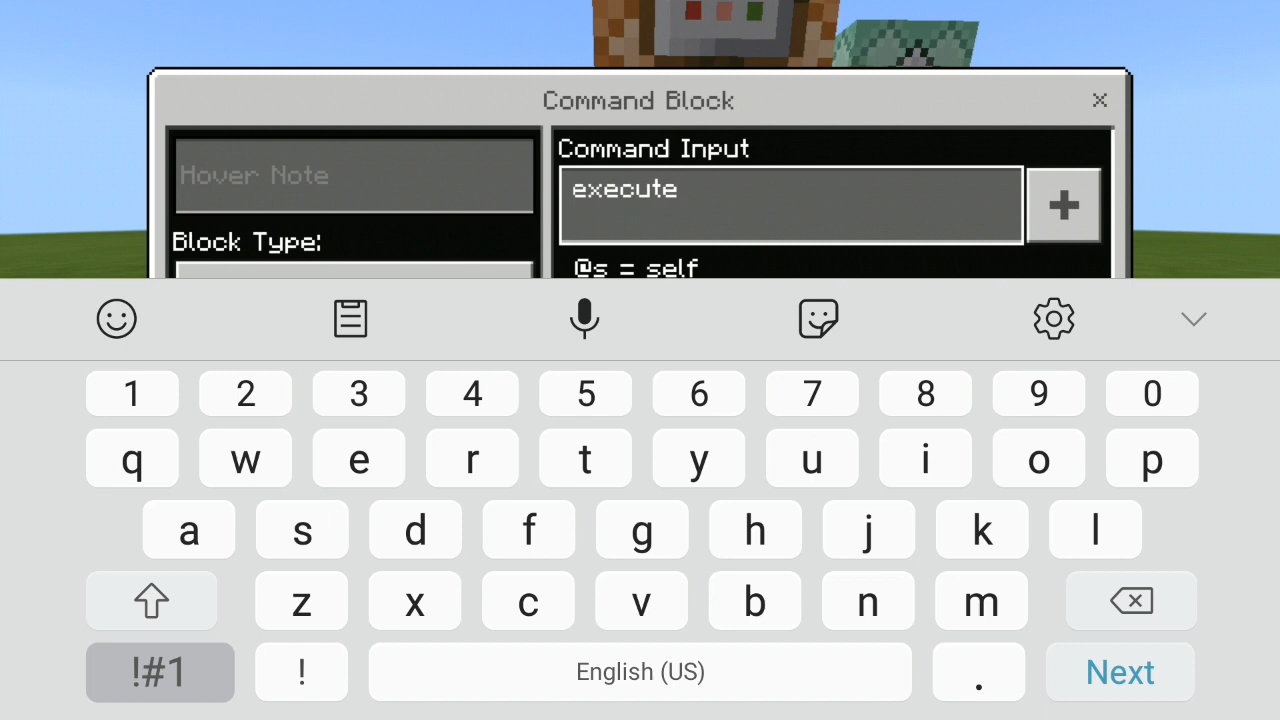 Command Block
Hover Note
Command Input
execute
Block Type:
@s = self
1 2 3 4 5 6 7 8 9 0
q w e r t y u i o p
a s d f g h j k l
z x c v b n m
!#1 ! English (US) . Next